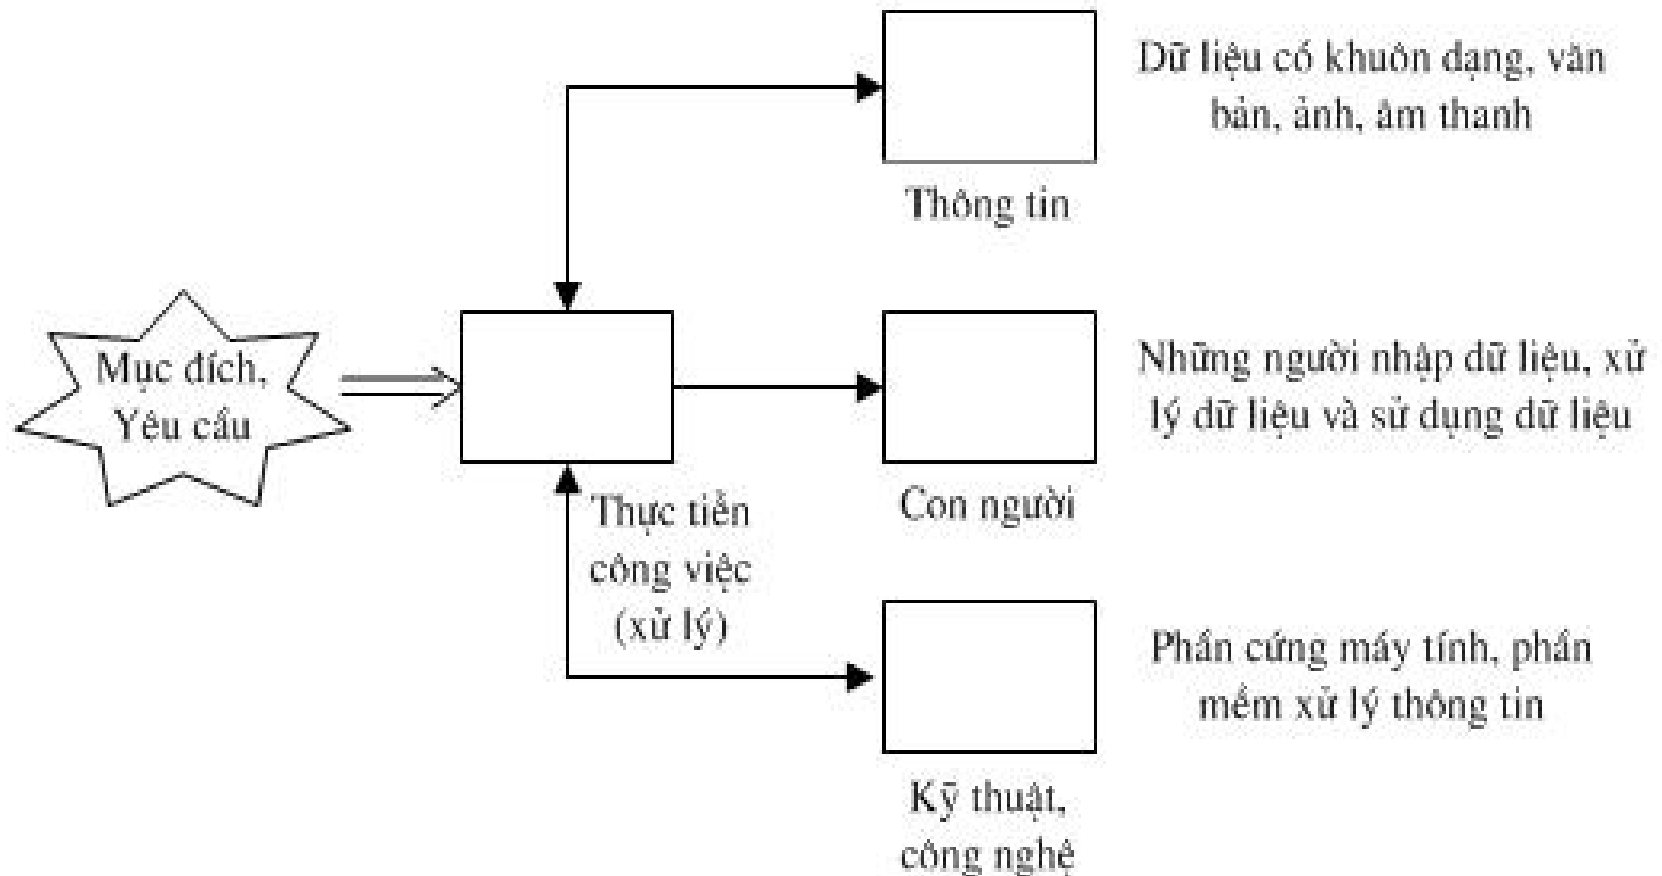 Dữ liệu có khuôn dạng, văn
bản, ảnh, âm thanh
Thông tin
Mục đích,
Yêu cầu
Những người nhập dữ liệu, xử
lý dữ liệu và sử dụng dữ liệu
Con người
Thực tiễn
công việc
(xử lý)
Phần cứng máy tính, phần
mềm xử lý thông tin
Kỹ thuật,
công nghệ